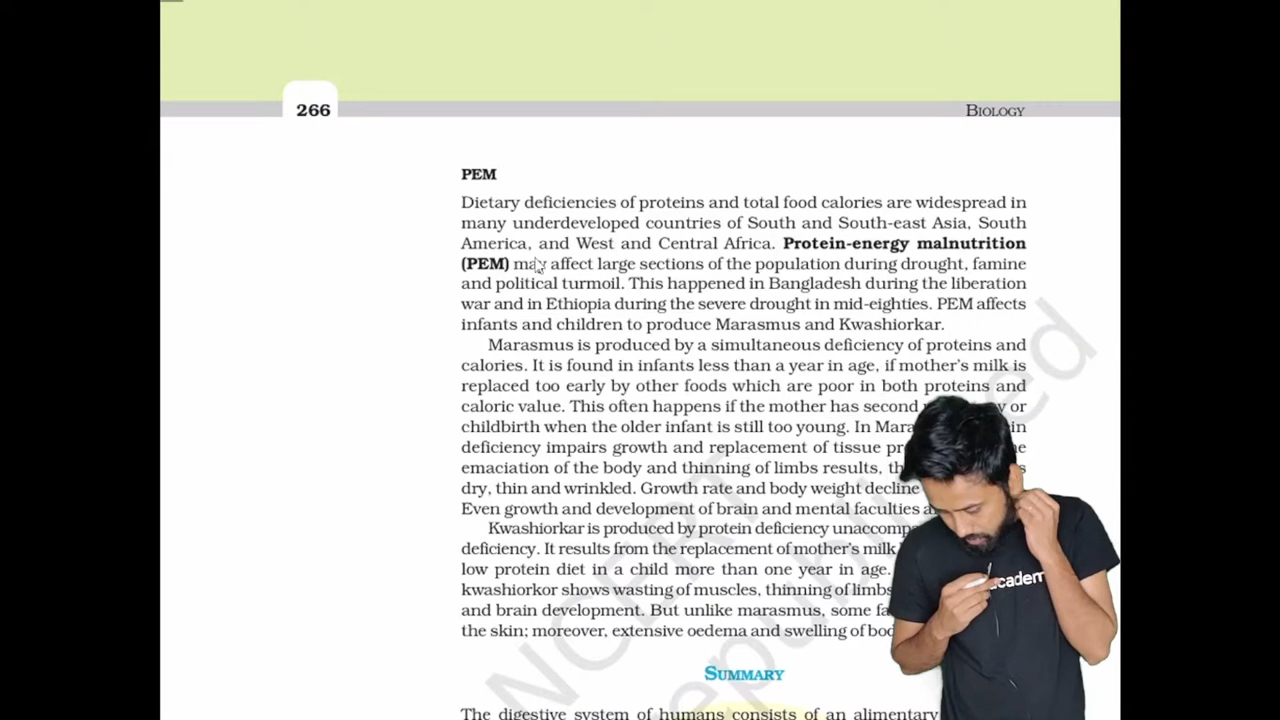 266
BIOLOGY
PEM
Dietary deficiencies of proteins and total food calories are widespread in
many underdeveloped countries of South and South-east Asia, South
America, and West and Central Africa. Protein-energy malnutrition
(PEM) may affect large sections of the population during drought, famine
and political turmoil. This happened in Bangladesh during the liberation
war and in Ethiopia during the severe drought in mid-eighties. PEM affects
infants and children to produce Marasmus and Kwashiorkar.
Marasmus is produced by a simultaneous deficiency of proteins and
calories. It is found in infants less than a year in age, if mother's milk is
replaced too early by other foods which are poor in both proteins and
caloric value. This often happens if the mother has second or
childbirth when the older infant is still too young. In
deficiency impairs growth and replacement of tissue
emaciation of the body and thinning of limbs results,
dry, thin and wrinkled. Growth rate and body weight decline
Even growth and development of brain and mental faculties
Kwashiorkar is produced by protein deficiency
deficiency. It results from the replacement of mother's milk
low protein diet in a child more than one year in age.
kwashiorkor shows wasting of muscles, thinning of limbs
and brain development. But unlike marasmus, some
the skin; moreover, extensive oedema and swelling of
SUMMARY
The digestive system of humans consists of an alimentary
NCERT
republished
academ